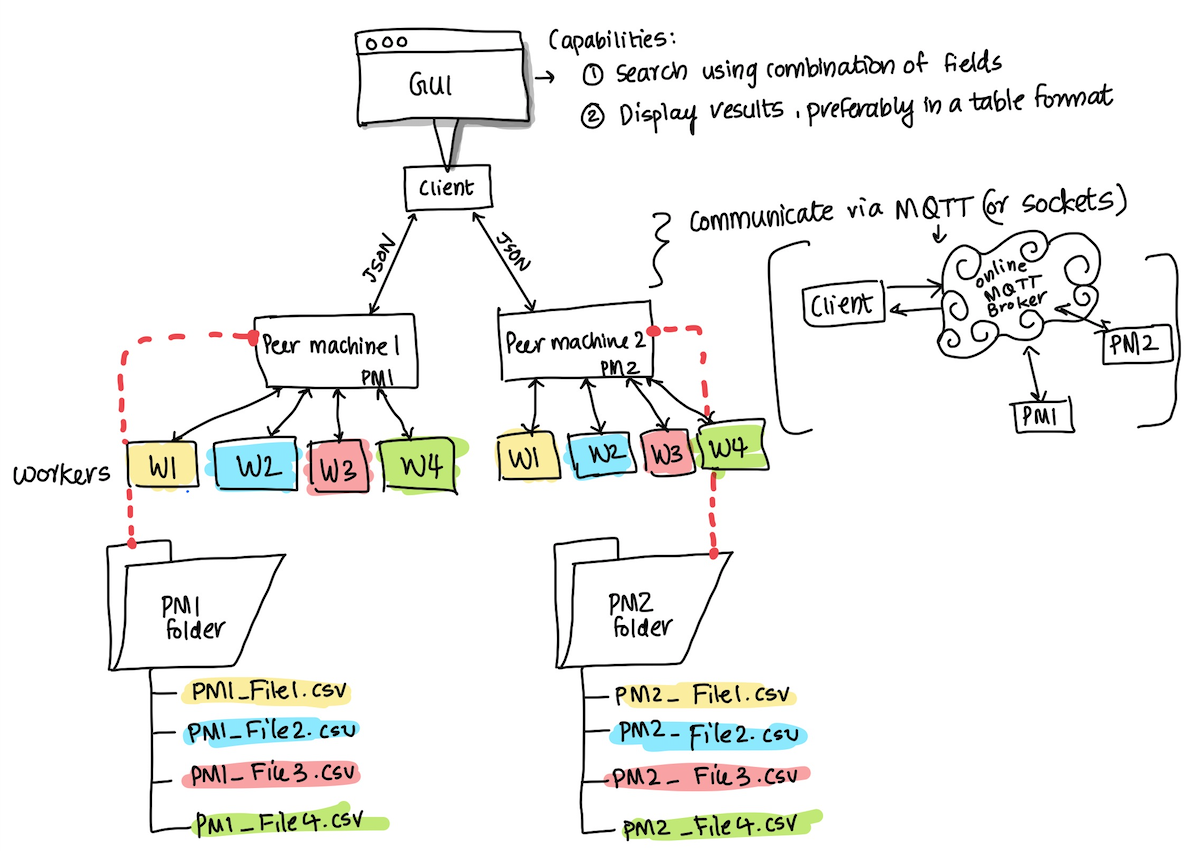 GUI
Capabilities:
① Search using combination of fields
② Display results, preferably in a table format
Client
JSON
JSON
Communicate via MQTT (or sockets)
Client
online
MQTT
Broker
PM2
PM1
Peer machine 1
PM1
Peer machine 2
PM2
Workers
W1
W2
W3
W4
W1
W2
W3
W4
PM1
folder
PM1_File1.csv
PM1_File2.csv
PM1_File3.csv
PM1_File4.csv
PM2
folder
PM2_File1.csv
PM2_File2.csv
PM2_File3.csv
PM2_File4.csv